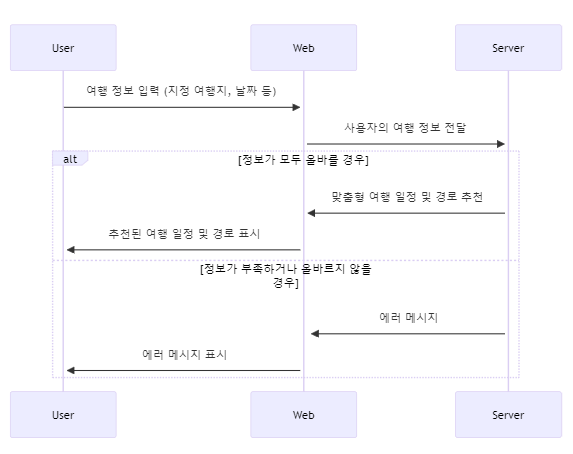 User Web Server
여행 정보 입력 (지정 여행지, 날짜 등)
사용자의 여행 정보 전달
alt
[정보가 모두 올바를 경우]
맞춤형 여행 일정 및 경로 추천
추천된 여행 일정 및 경로 표시
[정보가 부족하거나 올바르지 않을
경우]
에러 메시지
에러 메시지 표시
User Web Server